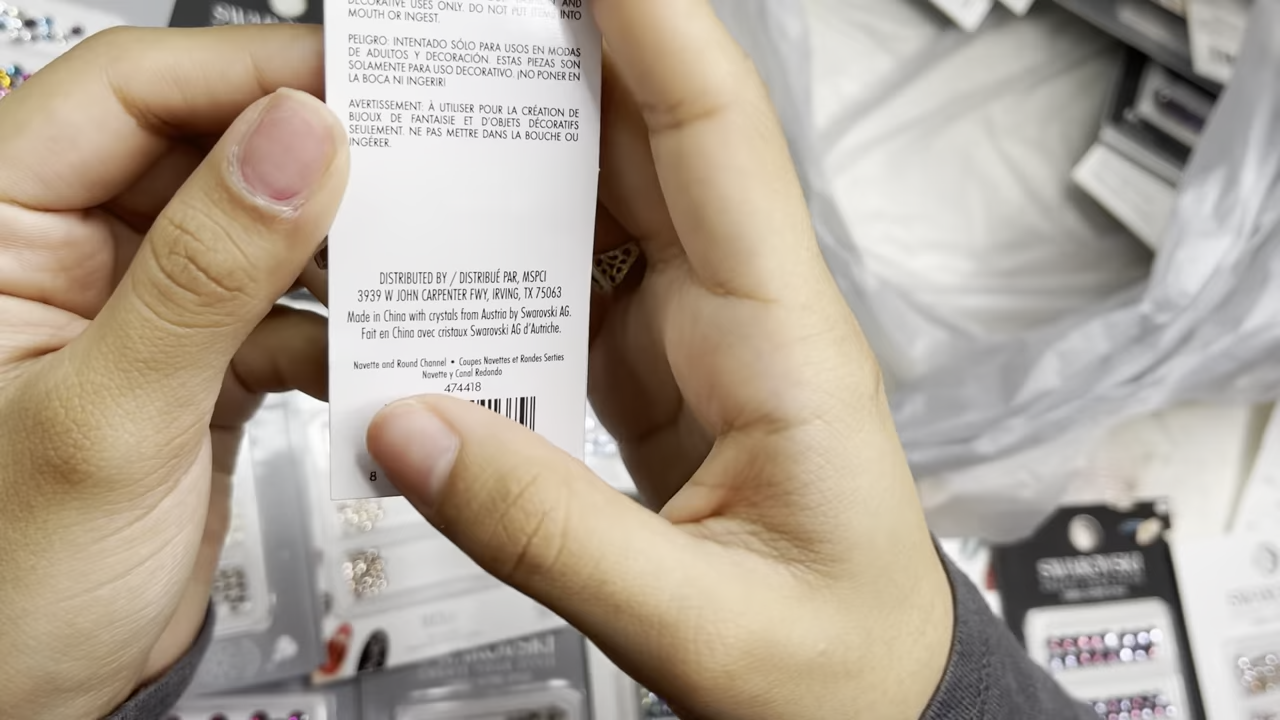 DECORATIVE USES ONLY. DO NOT PUT ITEMS INTO
MOUTH OR INGEST.
PELIGRO: INTENTADO SÓLO PARA USOS EN MODAS
DE ADULTOS Y DECORACIÓN. ESTAS PIEZAS SON
SOLAMENTE PARA USO DECORATIVO. ¡NO PONER EN
LA BOCA NI INGERIR!
AVERTISSEMENT: À UTILISER POUR LA CRÉATION DE
BIJOUX DE FANTAISIE ET D'OBJETS DÉCORATIFS
SEULEMENT. NE PAS METTRE DANS LA BOUCHE OU
INGÉRER.
DISTRIBUTED BY / DISTRIBUÉ PAR, MSPCI
3939 W JOHN CARPENTER FWY, IRVING, TX 75063
Made in China with crystals from Austria by Swarovski AG.
Fait en China avec cristaux Swarovski AG d'Autriche.
Navette and Round Channel • Coupes Navettes et Rondes Serties
Navette y Canal Redondo
474418
8
SWAROVSKI